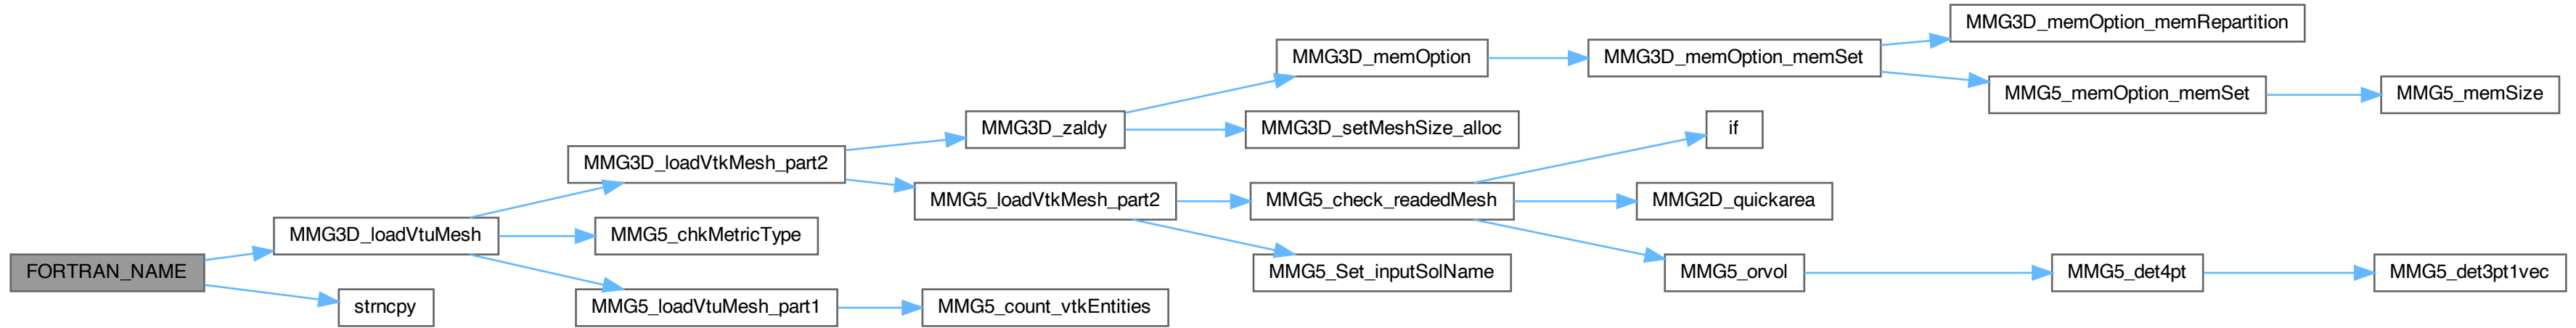 FORTRAN_NAME
MMG3D_loadVtuMesh
strncpy
MMG3D_loadVtkMesh_part2
MMG5_chkMetricType
MMG5_loadVtuMesh_part1
MMG3D_zaldy
MMG5_loadVtkMesh_part2
MMG5_count_vtkEntities
MMG3D_memOption
MMG3D_setMeshSize_alloc
MMG5_check_readedMesh
MMG5_Set_inputSolName
MMG3D_memOption_memSet
if
MMG2D_quickarea
MMG5_orvol
MMG3D_memOption_memRepartition
MMG5_memOption_memSet
MMG5_det4pt
MMG5_memSize
MMG5_det3pt1vec